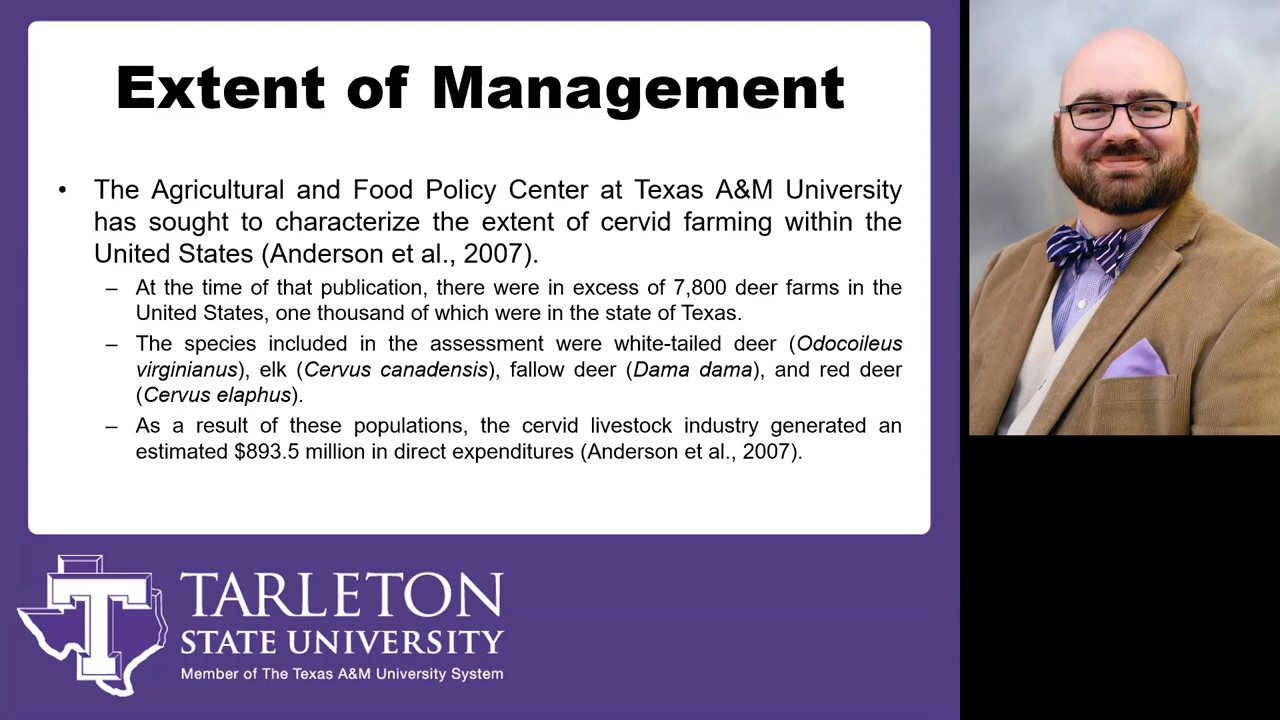 Extent of Management
• The Agricultural and Food Policy Center at Texas A&M University
has sought to characterize the extent of cervid farming within the
United States (Anderson et al., 2007).
– At the time of that publication, there were in excess of 7,800 deer farms in the
United States, one thousand of which were in the state of Texas.
– The species included in the assessment were white-tailed deer (Odocoileus
virginianus), elk (Cervus canadensis), fallow deer (Dama dama), and red deer
(Cervus elaphus).
– As a result of these populations, the cervid livestock industry generated an
estimated $893.5 million in direct expenditures (Anderson et al., 2007).
T
TARLETON
STATE UNIVERSITY
Member of The Texas A&M University System